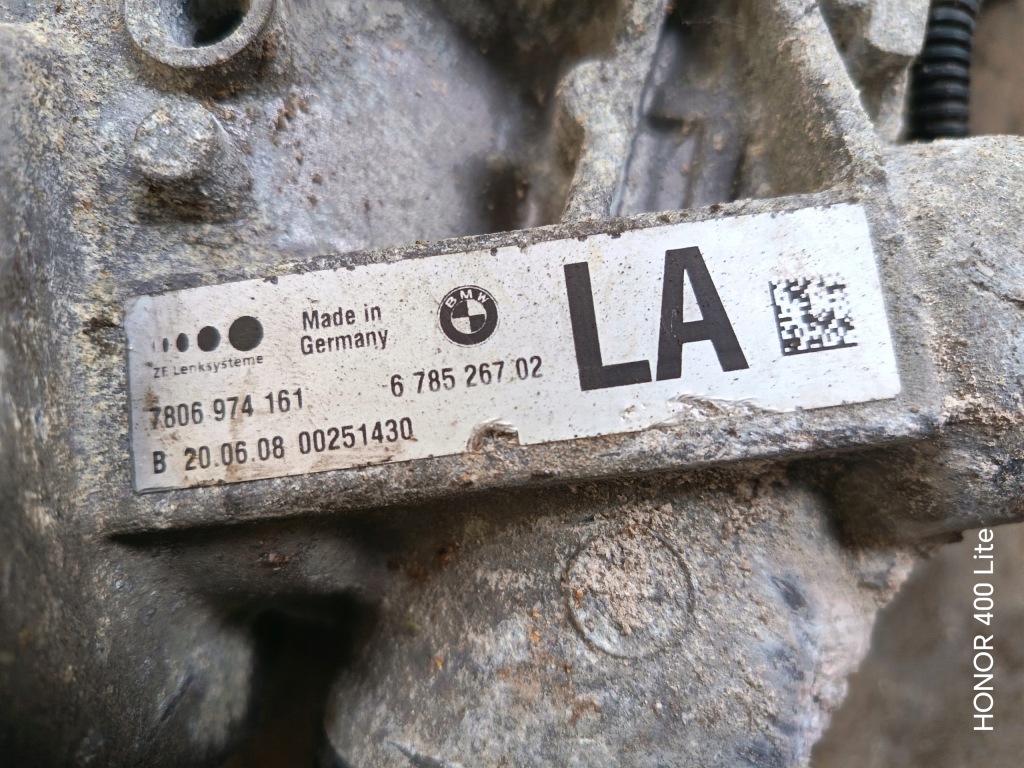 ZF Lenksysteme
Made in
Germany
BMW
LA
7806 974 161
6 785 267 02
B 20.06.08 00251430
HONOR 400 Lite